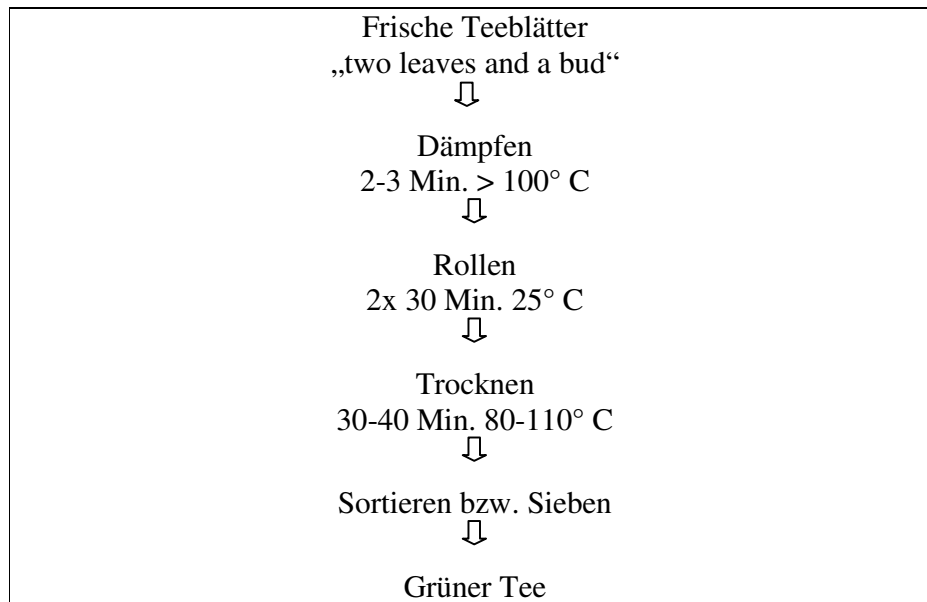 Frische Teeblätter
„two leaves and a bud“
Dämpfen
2-3 Min. > 100° C
Rollen
2x 30 Min. 25° C
Trocknen
30-40 Min. 80-110° C
Sortieren bzw. Sieben
Grüner Tee